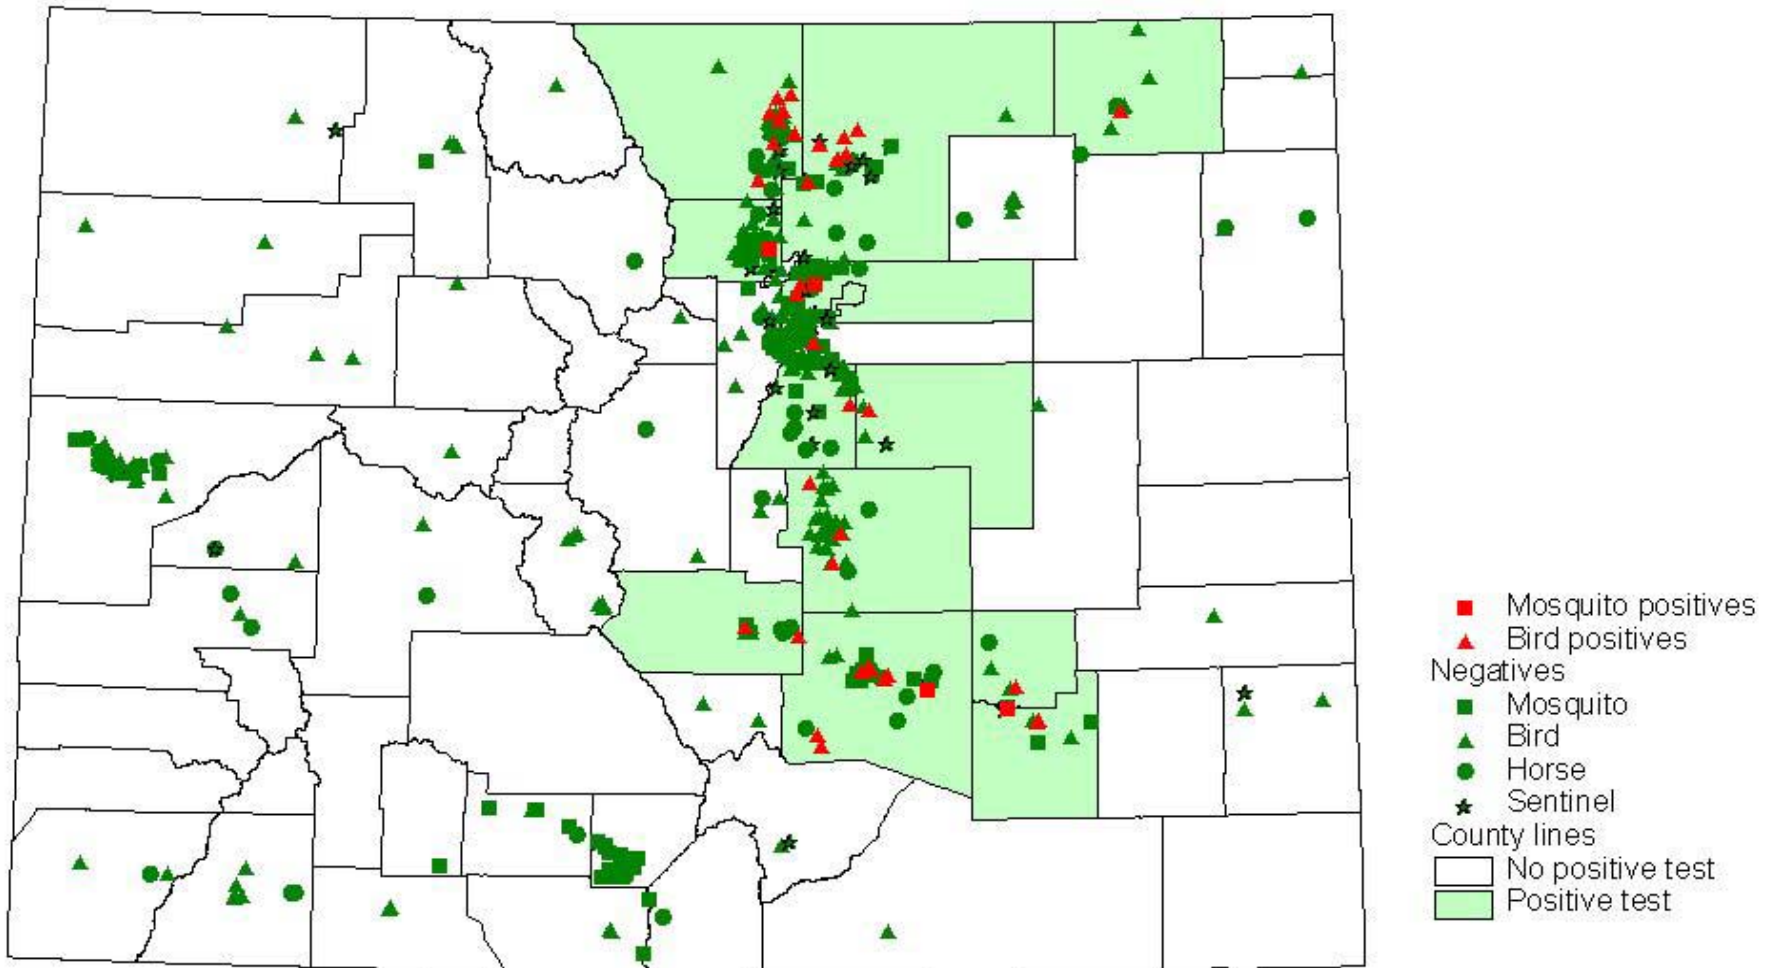 Mosquito positives
Bird positives
Negatives
Mosquito
Bird
Horse
Sentinel
County lines
No positive test
Positive test